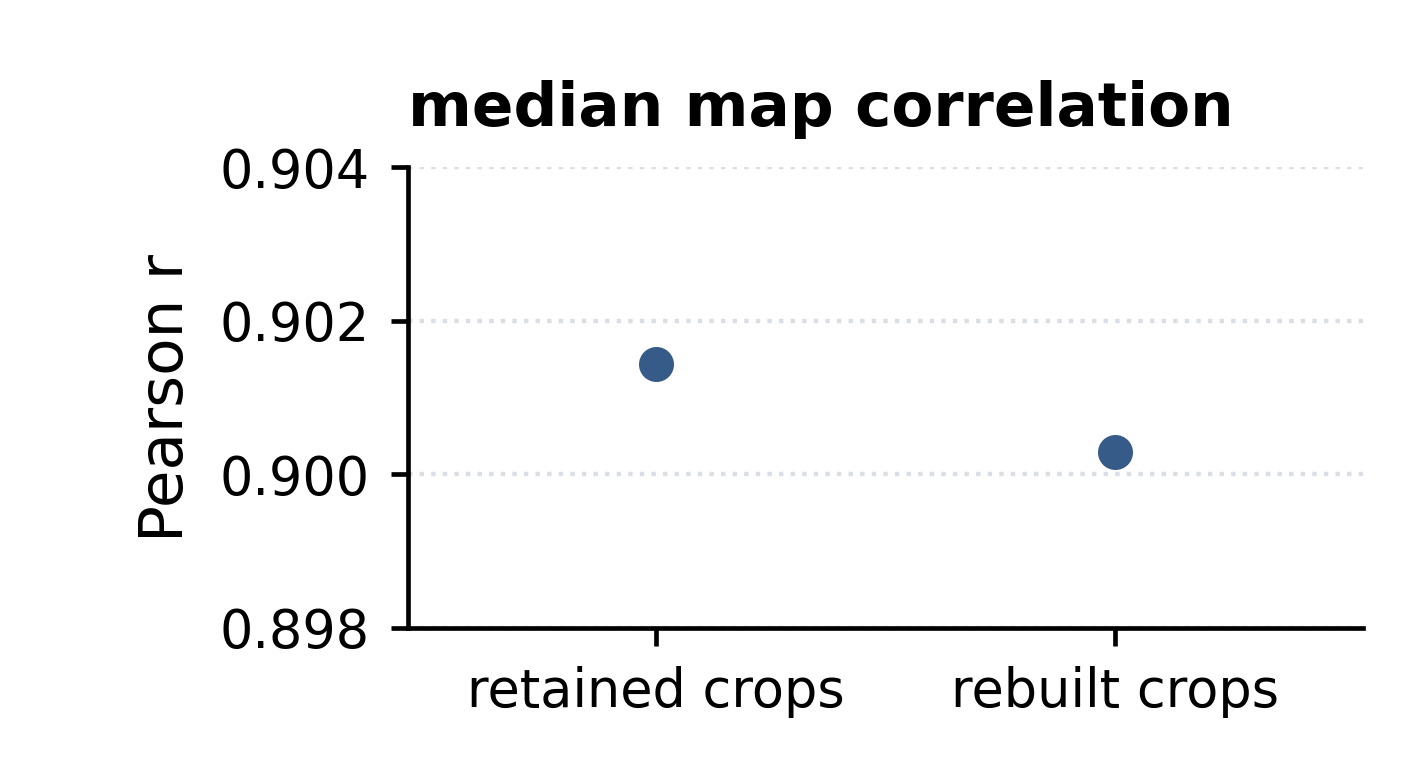 median map correlation
Pearson r
0.904
0.902
0.900
0.898
retained crops
rebuilt crops